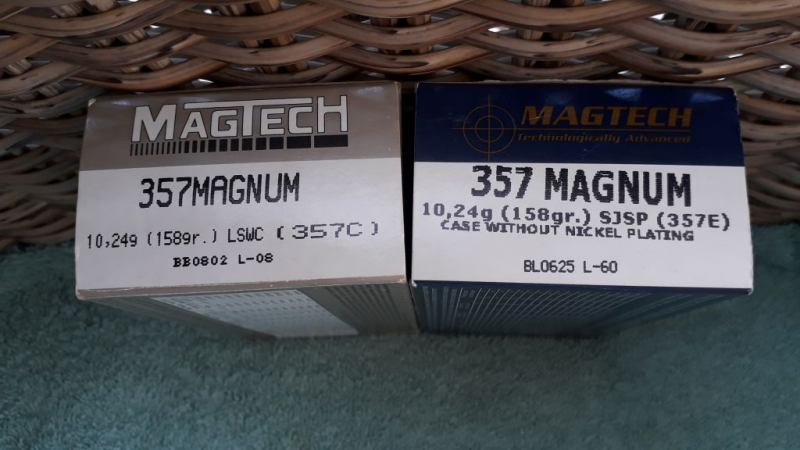 MAGTECH
357MAGNUM
10,24g (158gr.) LSWC (357C)
BB0802 L-08
MAGTECH
Technologically Advanced
357 MAGNUM
10,24g (158gr.) SJSP (357E)
CASE WITHOUT NICKEL PLATING
BL0625 L-60